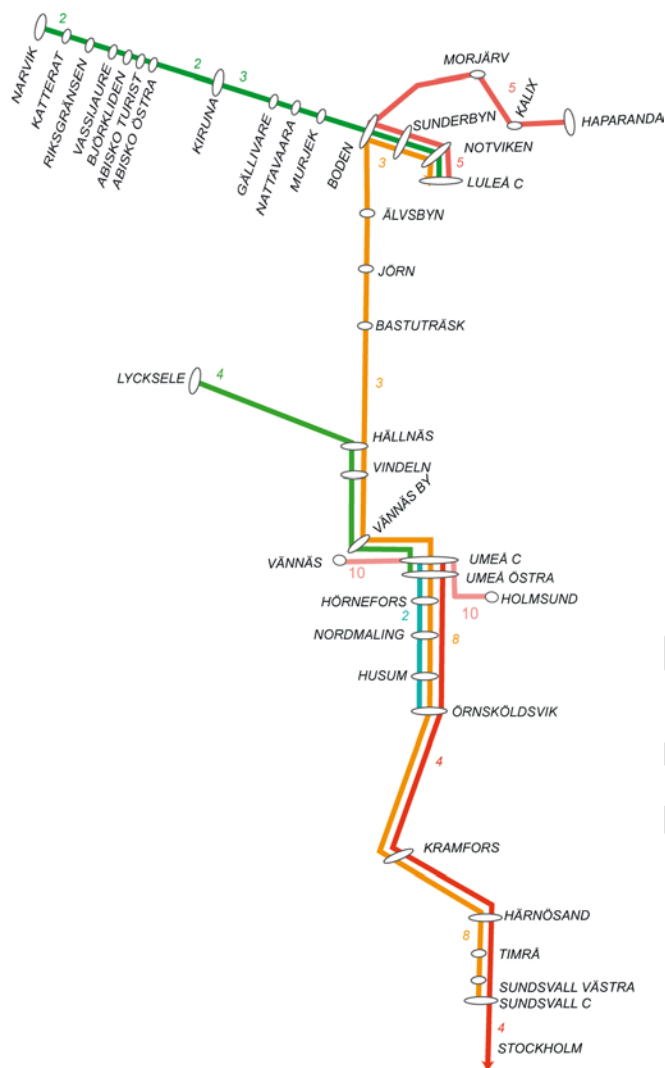 2
NARVIK
KATTERAT
RIKSGRÄNSEN
VASSIJAURE
BJÖRKLIDEN
ABISKO TURIST
ABISKO ÖSTRA
2
KIRUNA
3
GÄLLIVARE
NATTAVAARA
MURJEK
BODEN
MORJÄRV
5
KALIX
HAPARANDA
SUNDERBYN
NOTVIKEN
3
5
LULEÅ C
ÄLVSBYN
JÖRN
BASTUTRÄSK
3
LYCKSELE
4
HÄLLNÄS
VINDELN
VÄNNÄS BY
VÄNNÄS
10
UMEÅ C
UMEÅ ÖSTRA
HOLMSUND
10
HÖRNEFORS
2
NORDMALING
8
HUSUM
ÖRNSKÖLDSVIK
4
KRAMFORS
HÄRNÖSAND
8
TIMRÅ
SUNDSVALL VÄSTRA
SUNDSVALL C
4
STOCKHOLM